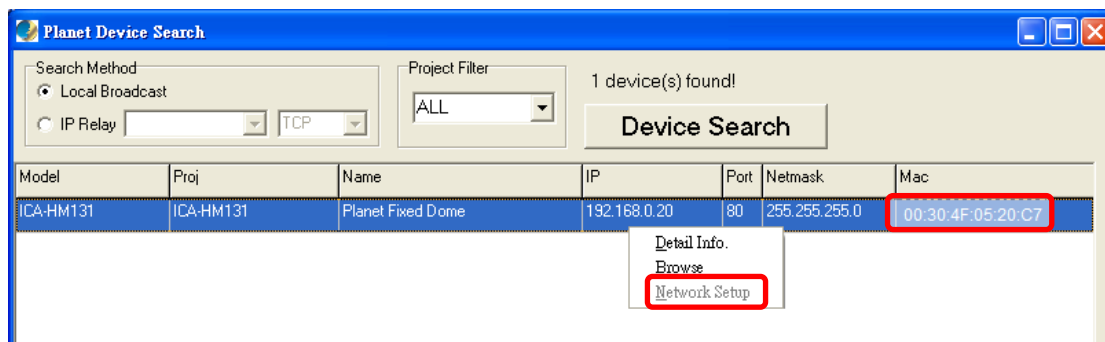 Planet Device Search
Search Method
Local Broadcast
IP Relay TCP
Project Filter
ALL
1 device(s) found!
Device Search
Model Proj Name IP Port Netmask Mac
ICA-HM131 ICA-HM131 Planet Fixed Dome 192.168.0.20 80 255.255.255.0 00:30:4F:05:20:C7
Detail Info.
Browse
Network Setup